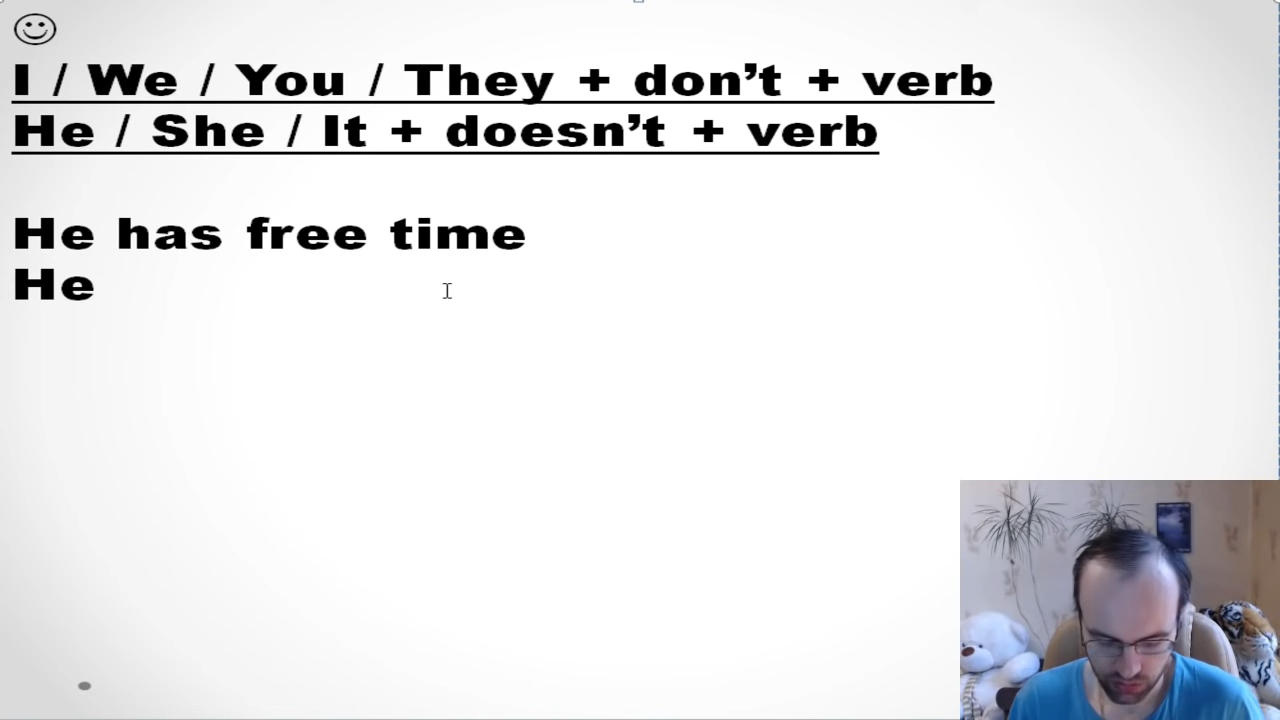 I / We / You / They + don’t + verb
He / She / It + doesn’t + verb
He has free time
He